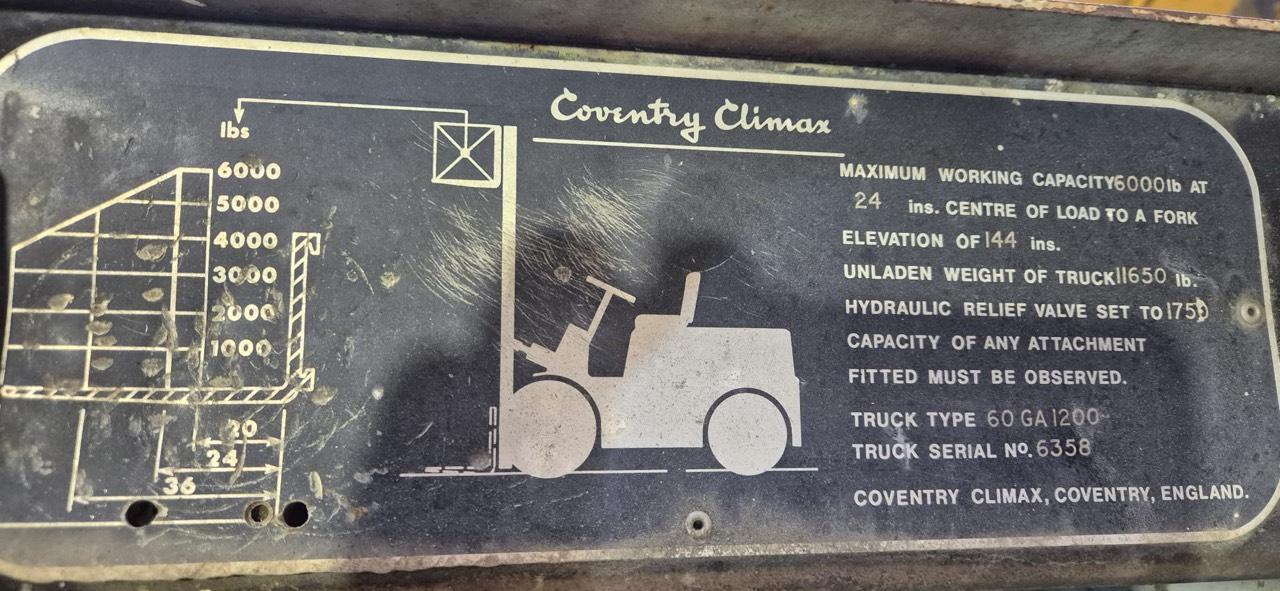 Coventry Climax
lbs
6000
5000
4000
3000
2000
1000
20
24
36
MAXIMUM WORKING CAPACITY 6000 lb AT
24 ins. CENTRE OF LOAD TO A FORK
ELEVATION OF 144 ins.
UNLADEN WEIGHT OF TRUCK 11650 lb.
HYDRAULIC RELIEF VALVE SET TO 1750
CAPACITY OF ANY ATTACHMENT
FITTED MUST BE OBSERVED.
TRUCK TYPE 60 GA 1200
TRUCK SERIAL No. 6358
COVENTRY CLIMAX, COVENTRY, ENGLAND.